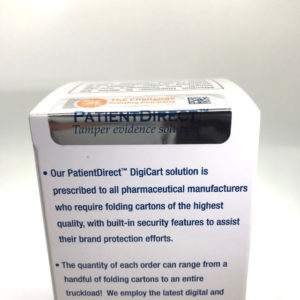 PATIENTDIRECT™
Tamper evidence solution
• Our PatientDirect™ DigiCart solution is
prescribed to all pharmaceutical manufacturers
who require folding cartons of the highest
quality, with built-in security features to assist
their brand protection efforts.
• The quantity of each order can range from a
handful of folding cartons to an entire
truckload! We employ the latest digital and